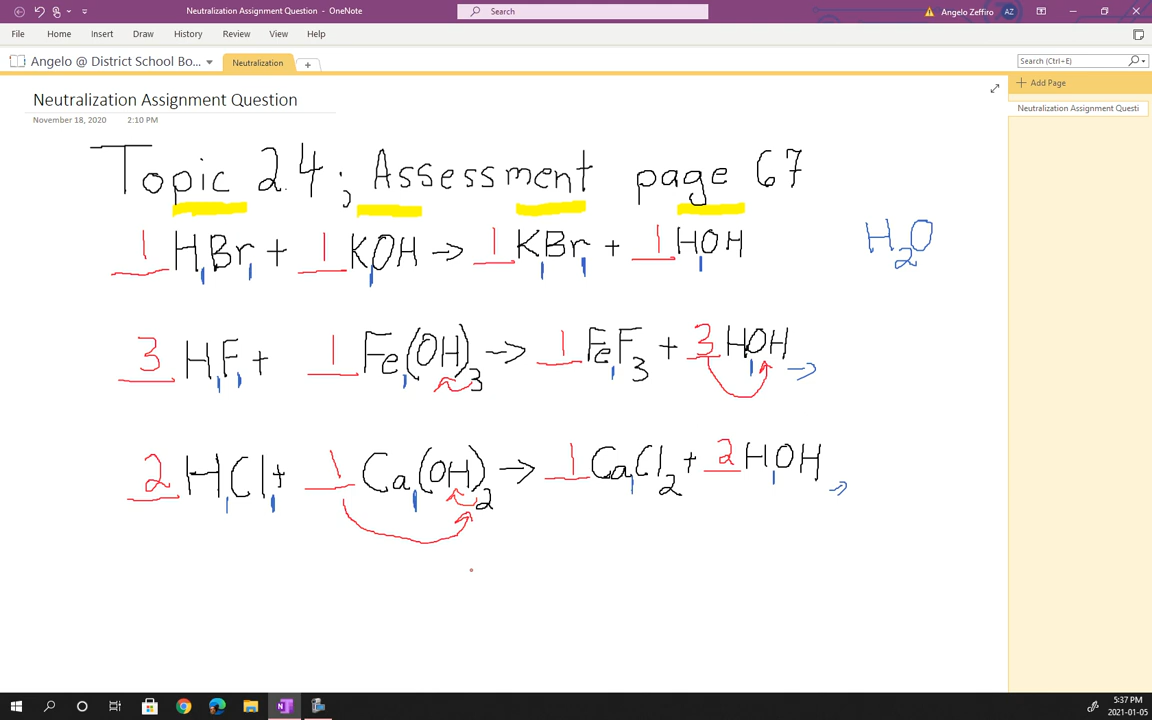 Neutralization Assignment Question - OneNote
Search
Angelo Zeffiro AZ
File Home Insert Draw History Review View Help
Angelo @ District School Bo...
Neutralization
Search (Ctrl+E)
Add Page
Neutralization Assignment Questi
Neutralization Assignment Question
November 18, 2020 2:10 PM
Topic 2.4; Assessment page 67
1 HBr + 1 KOH → 1 KBr + 1 HOH
H2O
3 HF + 1 Fe(OH)3 → 1 FeF3 + 3 HOH →
2 HCl + 1 Ca(OH)2 → 1 CaCl2 + 2 HOH →
5:37 PM
2021-01-05